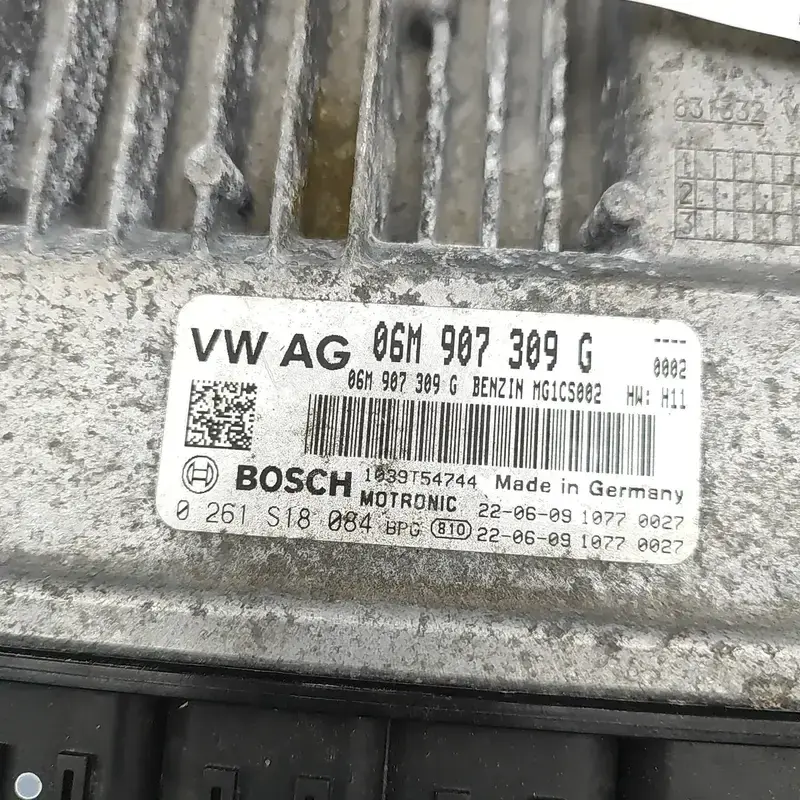 631832
1
2
3
VW AG 06M 907 309 G ----
0002
06M 907 309 G BENZIN MG1CS002 HW: H11
BOSCH 1039T54744 Made in Germany
MOTRONIC 22-06-09 1077 0027
0 261 S18 084 BPG 810 22-06-09 1077 0027